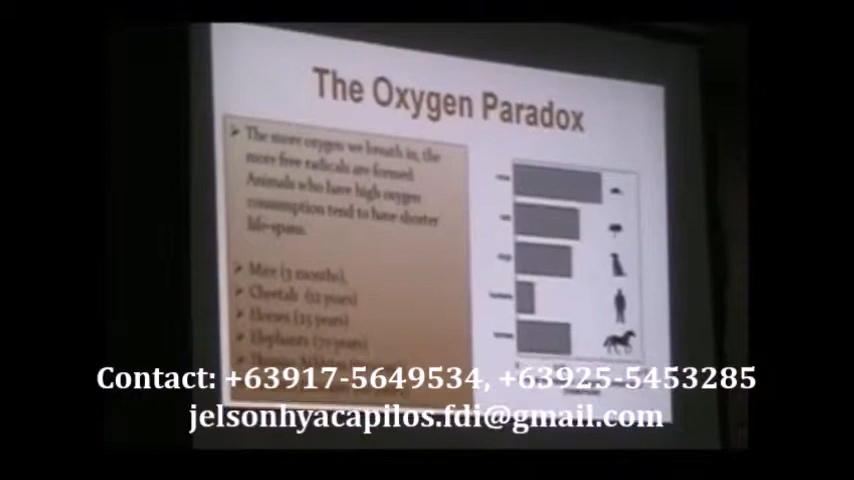 The Oxygen Paradox
➤ The more oxygen we breath in, the
more free radicals are formed.
Animals who have high oxygen
consumption tend to have shorter
life-spans.
➤ Mice (3 months),
➤ Cheetah (12 years)
➤ Horses (25 years)
➤ Elephants (70 years)
Contact: +63917-5649534, +63925-5453285
jelsonhyacapilos.fdi@gmail.com